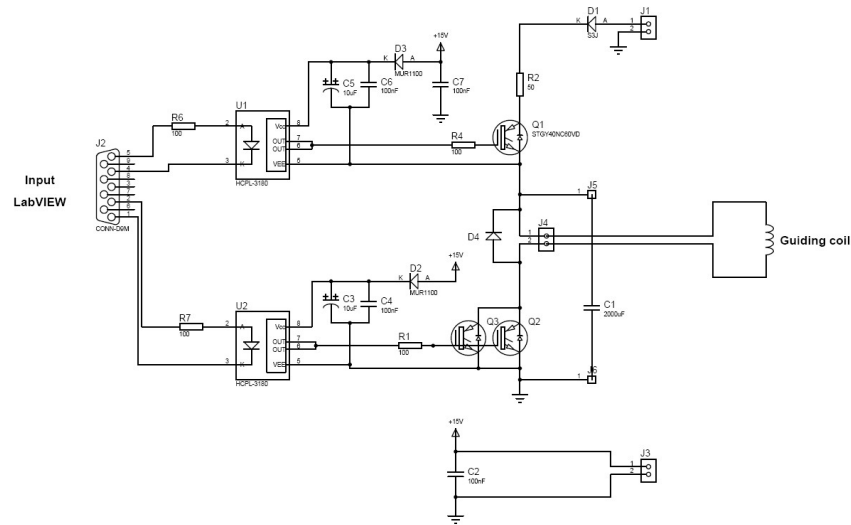 D1
K A
S3J
J1
1
2
+15V
D3
K A
MUR1100
C5
10uF
C6
100nF
C7
100nF
R2
50
U1
R6
100
2
A
Vcc
8
OUT
7
OUT
6
3
K
VEE
5
HCPL-3180
R4
100
Q1
STGY40NC60VD
J2
5
9
4
8
3
7
2
6
1
CONN-D9M
Input
LabVIEW
1
J5
D4
J4
1
2
Guiding coil
C1
2000uF
+15V
D2
K A
MUR1100
C3
10uF
C4
100nF
U2
R7
100
2
A
Vcc
8
OUT
7
OUT
6
3
K
VEE
5
HCPL-3180
R1
100
Q3
Q2
1
J6
+15V
C2
100nF
J3
1
2